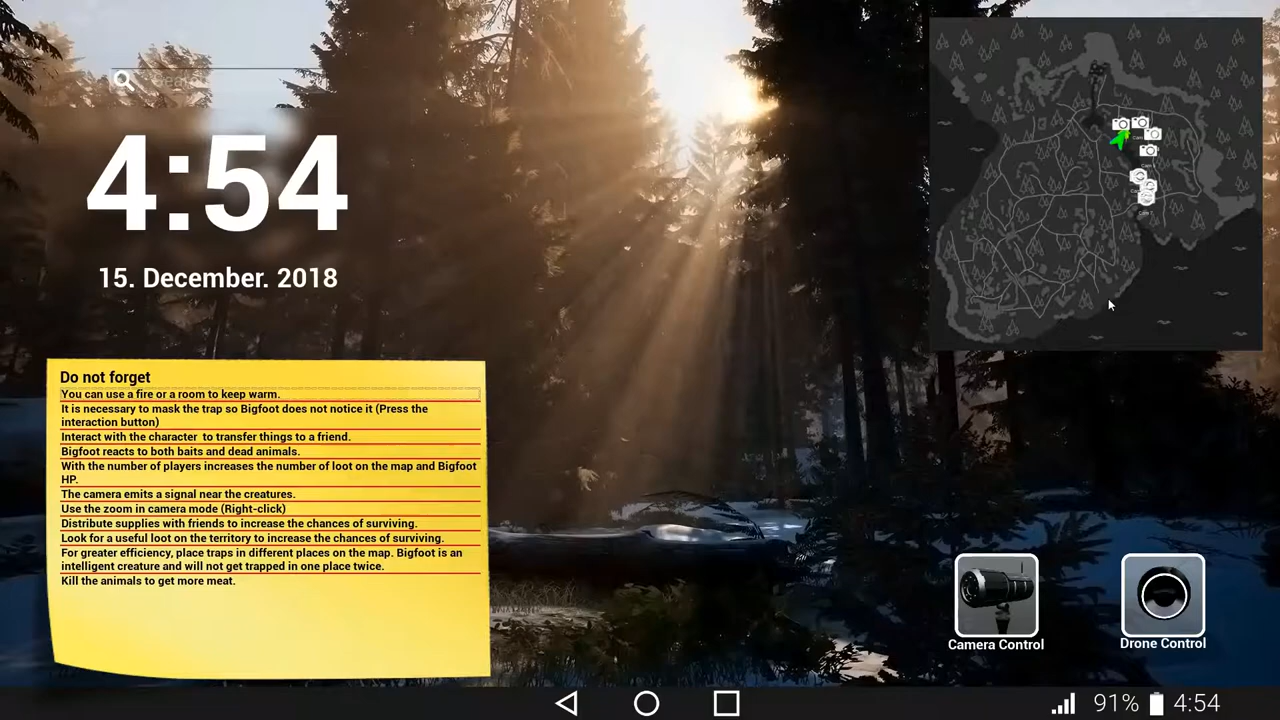 4:54
15. December. 2018
Do not forget
You can use a fire or a room to keep warm.
It is necessary to mask the trap so Bigfoot does not notice it (Press the
interaction button)
Interact with the character to transfer things to a friend.
Bigfoot reacts to both baits and dead animals.
With the number of players increases the number of loot on the map and Bigfoot
HP.
The camera emits a signal near the creatures.
Use the zoom in camera mode (Right-click)
Distribute supplies with friends to increase the chances of surviving.
Look for a useful loot on the territory to increase the chances of surviving.
For greater efficiency, place traps in different places on the map. Bigfoot is an
intelligent creature and will not get trapped in one place twice.
Kill the animals to get more meat.
Camera Control
Drone Control
91%
4:54